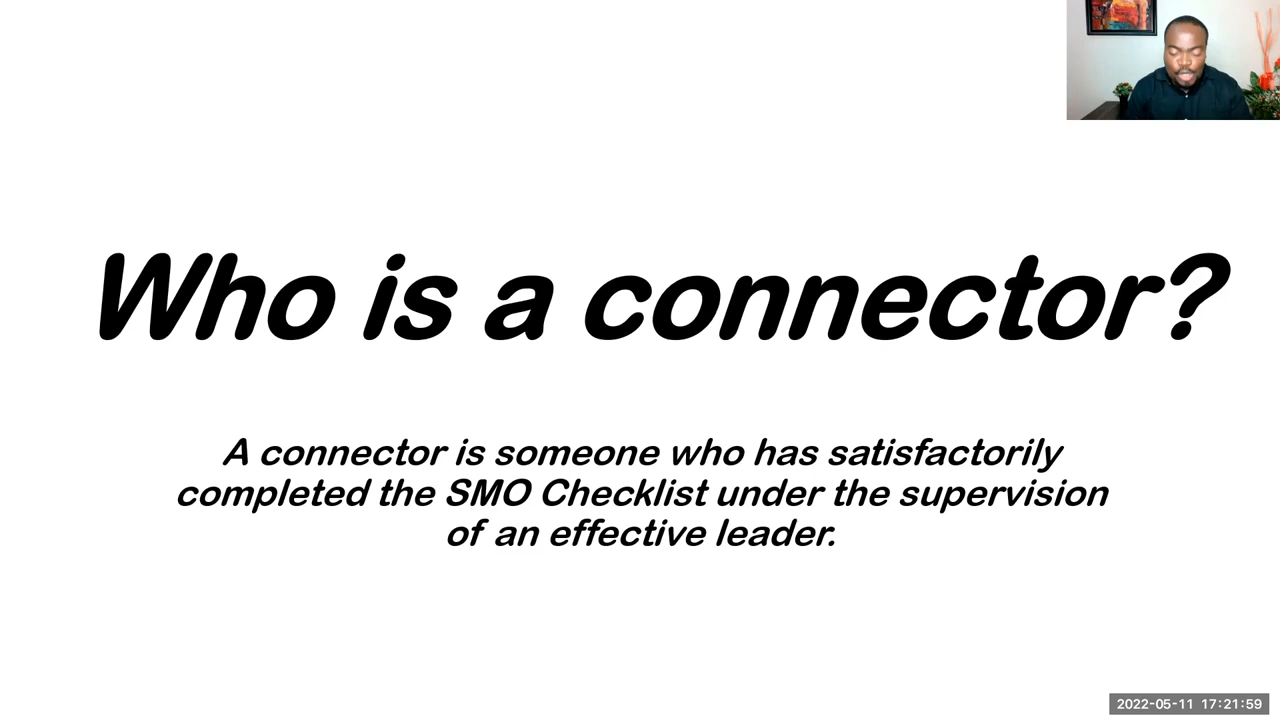 Who is a connector?
A connector is someone who has satisfactorily
completed the SMO Checklist under the supervision
of an effective leader.
2022-05-11 17:21:59